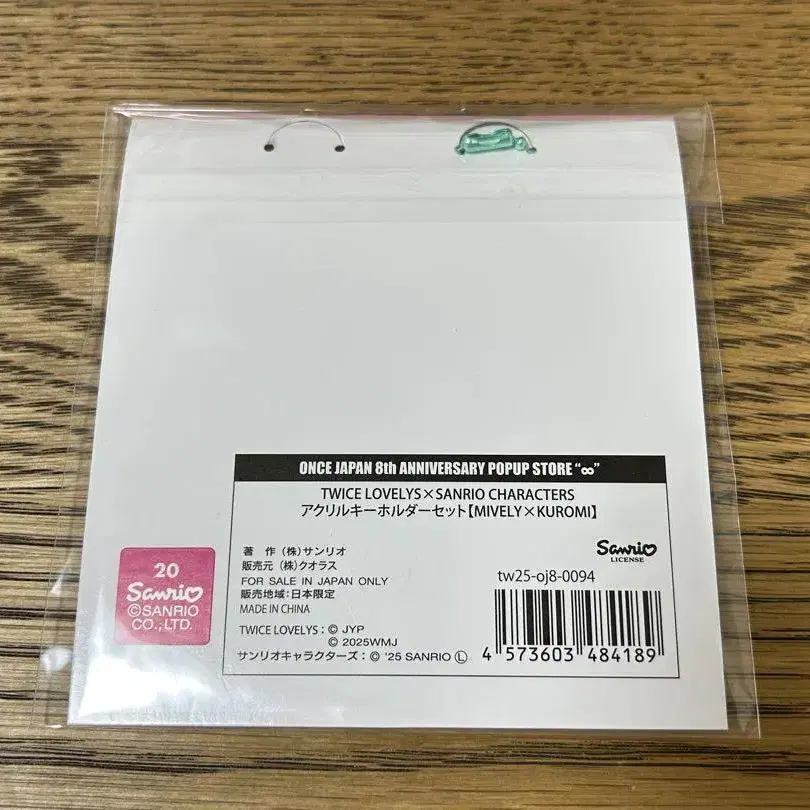 ONCE JAPAN 8th ANNIVERSARY POPUP STORE “∞”
TWICE LOVELYS×SANRIO CHARACTERS
アクリルキーホルダーセット【MIVELY×KUROMI】
著 作 （株）サンリオ
販売元 （株）クオラス
FOR SALE IN JAPAN ONLY
販売地域：日本限定
MADE IN CHINA
TWICE LOVELYS：© JYP
© 2025WMJ
サンリオキャラクターズ：© '25 SANRIO Ⓛ
Sanrio
LICENSE
tw25-oj8-0094
4 573603 484189
20
Sanrio
©SANRIO
CO.;LTD.